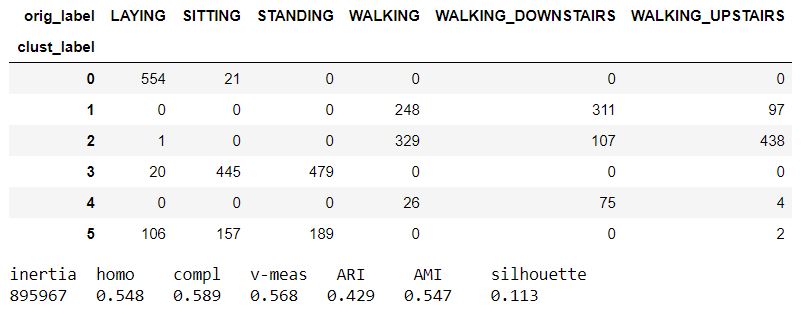 orig_label LAYING SITTING STANDING WALKING WALKING_DOWNSTAIRS WALKING_UPSTAIRS
clust_label
0 554 21 0 0 0 0
1 0 0 0 248 311 97
2 1 0 0 329 107 438
3 20 445 479 0 0 0
4 0 0 0 26 75 4
5 106 157 189 0 0 2
inertia homo compl v-meas ARI AMI silhouette
895967 0.548 0.589 0.568 0.429 0.547 0.113